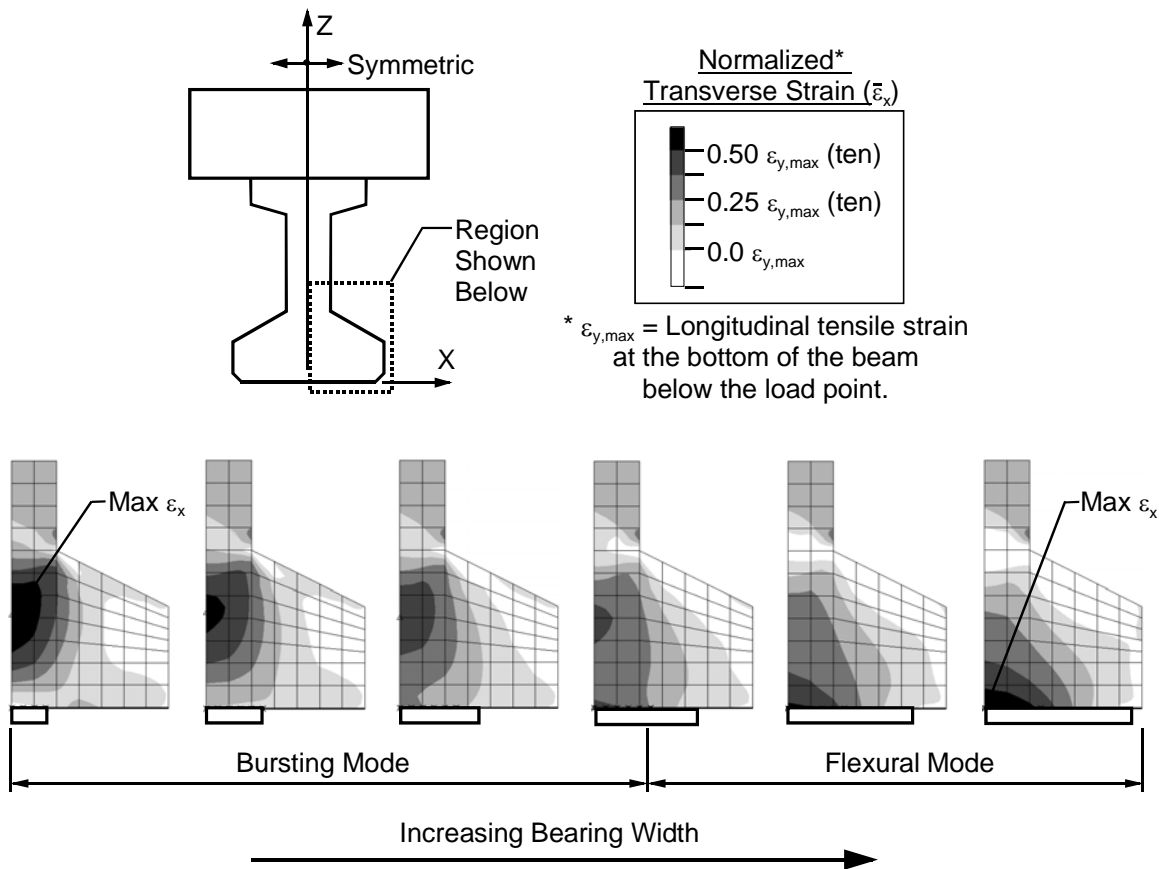 Z
Symmetric
Region
Shown
Below
X
Normalized*
Transverse Strain (ε̄x)
0.50 εy,max (ten)
0.25 εy,max (ten)
0.0 εy,max
* εy,max = Longitudinal tensile strain
at the bottom of the beam
below the load point.
Max εx
Max εx
Bursting Mode
Flexural Mode
Increasing Bearing Width